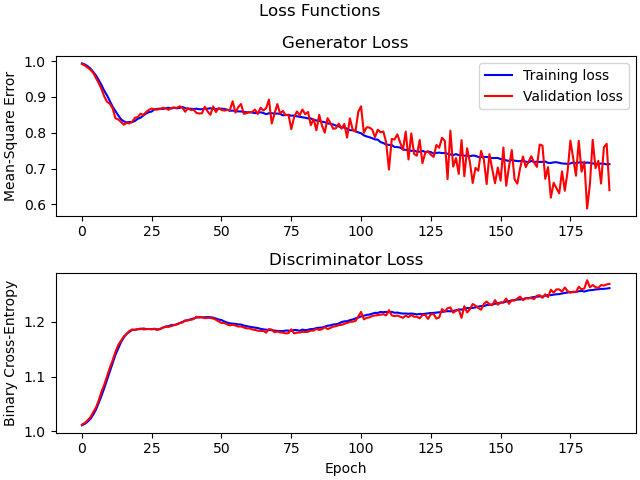 Loss Functions
Generator Loss
Mean-Square Error
1.0
0.9
0.8
0.7
0.6
Training loss
Validation loss
0 25 50 75 100 125 150 175
Discriminator Loss
Binary Cross-Entropy
1.2
1.1
1.0
0 25 50 75 100 125 150 175
Epoch